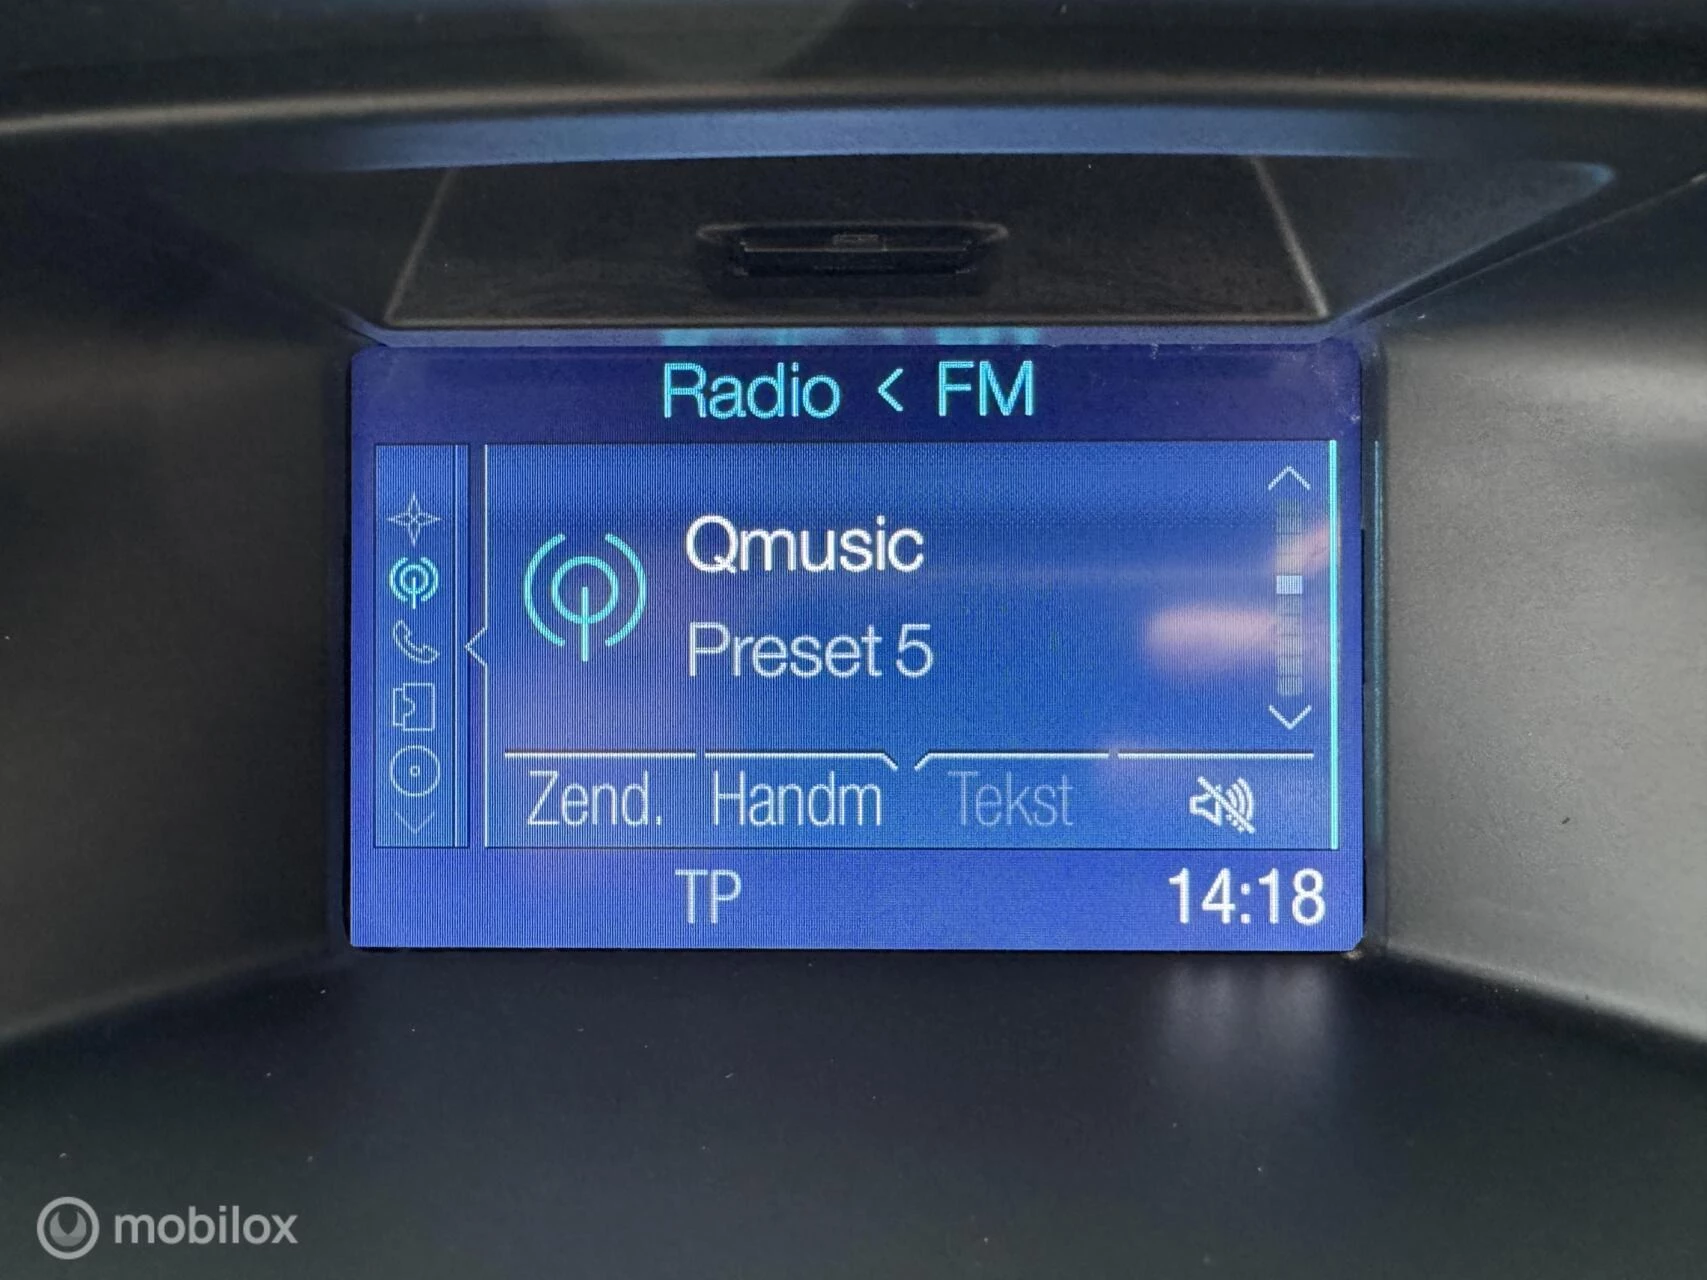 Radio < FM
Qmusic
Preset 5
Zend. Handm Tekst
TP 14:18
mobilox